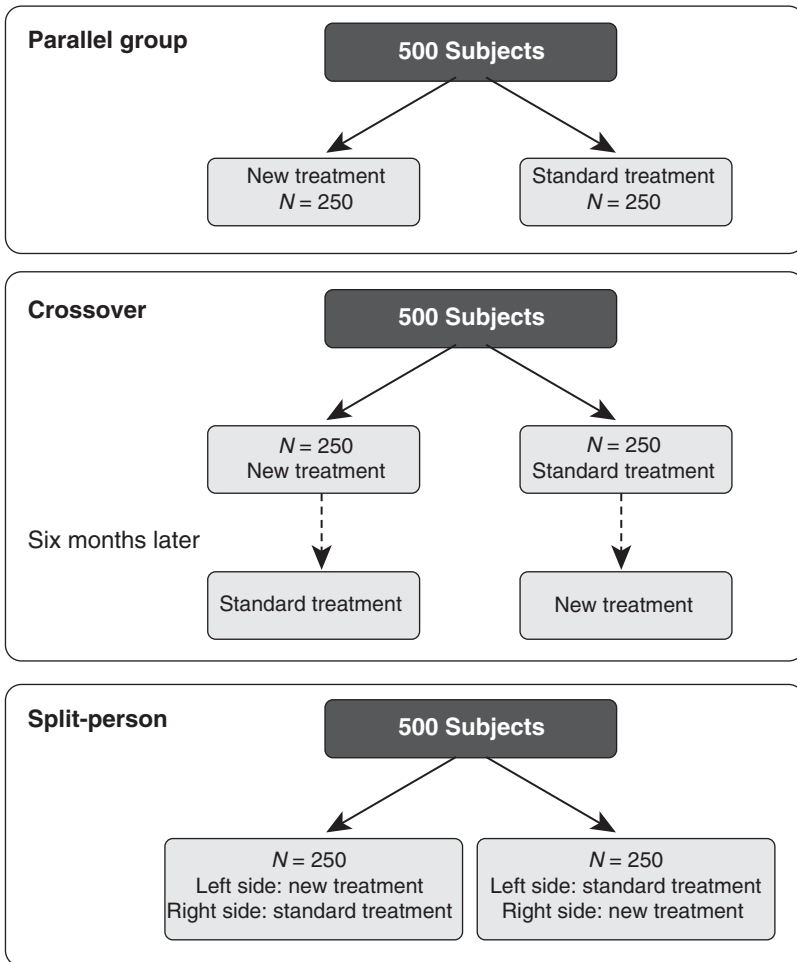 Parallel group
500 Subjects
New treatment
N = 250
Standard treatment
N = 250
Crossover
500 Subjects
N = 250
New treatment
N = 250
Standard treatment
Six months later
Standard treatment
New treatment
Split-person
500 Subjects
N = 250
Left side: new treatment
Right side: standard treatment
N = 250
Left side: standard treatment
Right side: new treatment